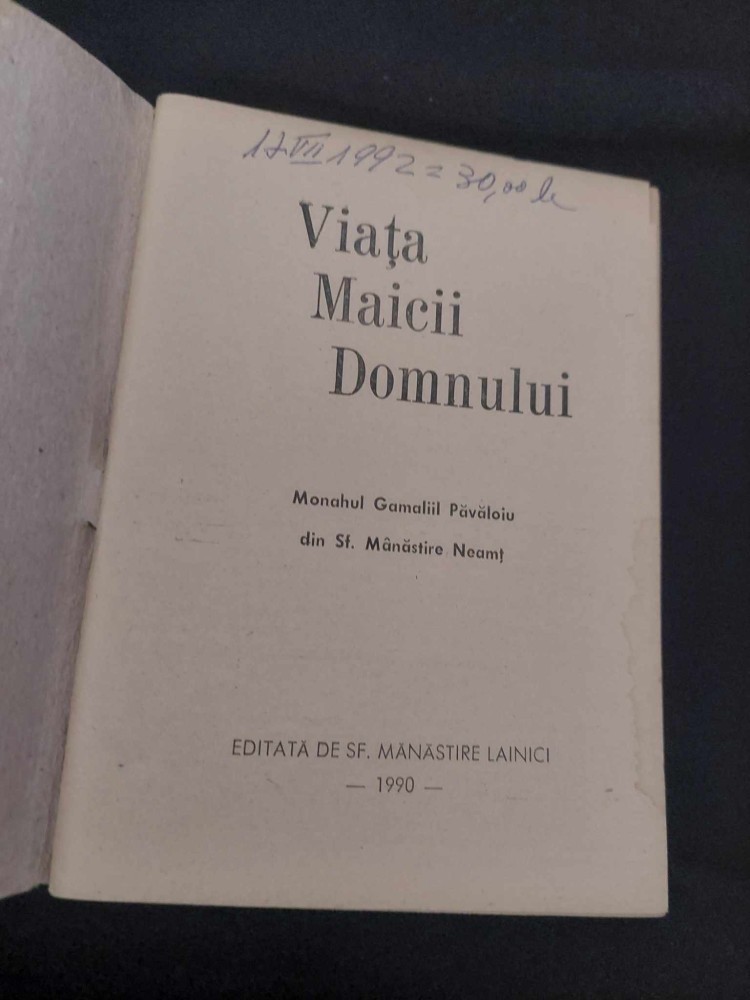 17 VII 1992 = 30,00 le
Viața
Maicii
Domnului
Monahul Gamaliil Păvăloiu
din Sf. Mânăstire Neamț
EDITATĂ DE SF. MĂNĂSTIRE LAINICI
— 1990 —